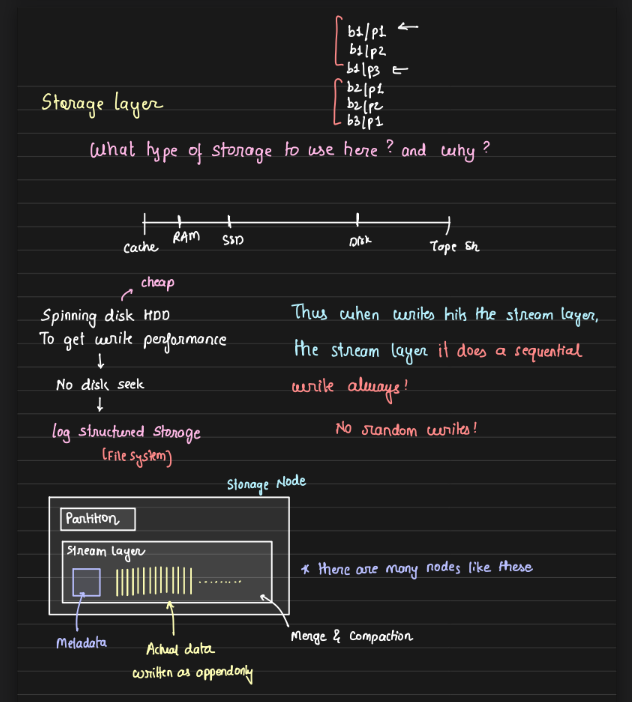 b1/p1
b1/p2
b1/p3
b2/p1
b2/p2
b3/p1
Storage layer
What type of storage to use here? and why?
Cache
RAM
SSD
Disk
Tape Sh
cheap
Spinning disk HDD
To get write performance
No disk seek
log structured storage
(File System)
Thus when writes hits the stream layer,
the stream layer it does a sequential
write always!
No random writes!
Storage Node
Partition
Stream layer
* there are many nodes like these
Metadata
Actual data
written as appendonly
Merge & Compaction